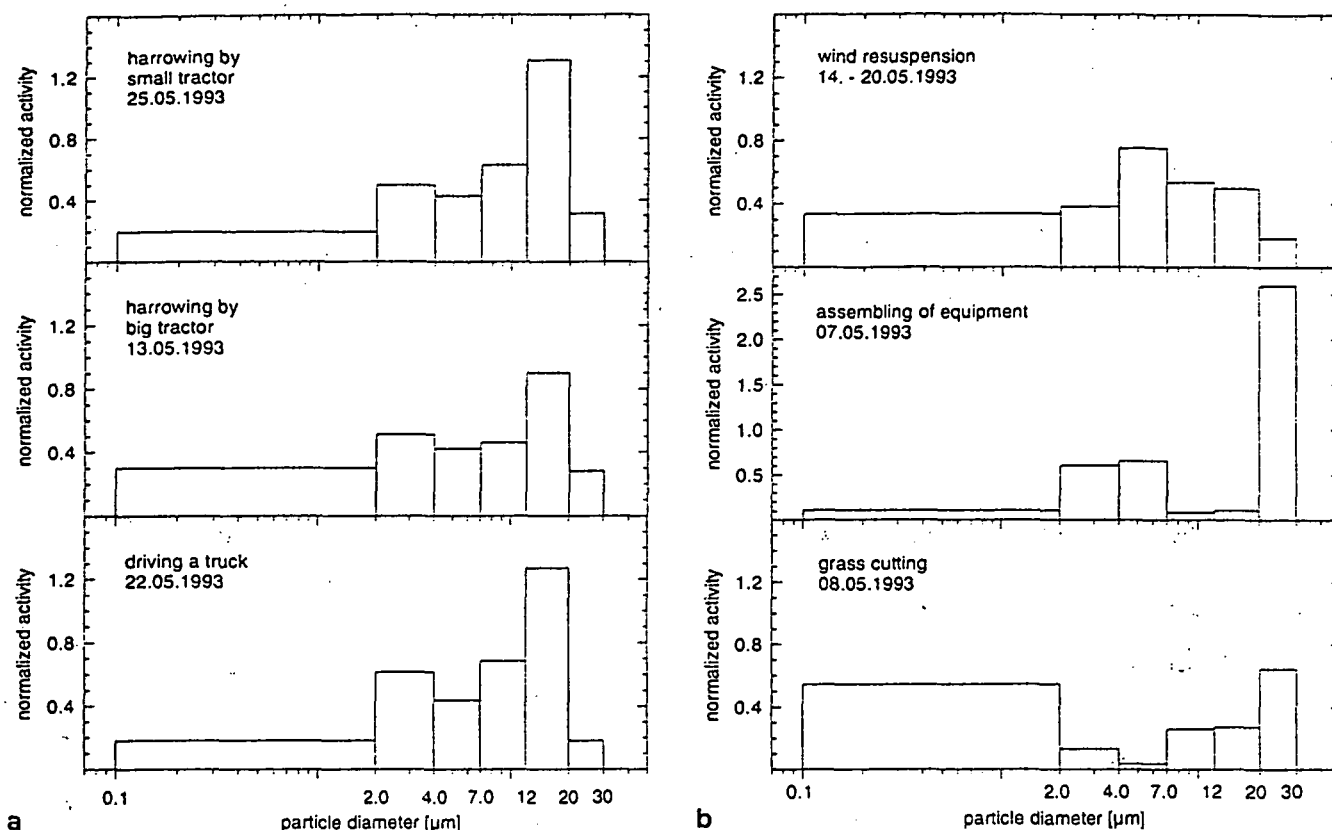 harrowing by
small tractor
25.05.1993
normalized activity
1.2
0.8
0.4
harrowing by
big tractor
13.05.1993
normalized activity
1.2
0.8
0.4
driving a truck
22.05.1993
normalized activity
1.2
0.8
0.4
0.1 2.0 4.0 7.0 12 20 30
particle diameter [µm]
a
wind resuspension
14. - 20.05.1993
normalized activity
1.2
0.8
0.4
assembling of equipment
07.05.1993
normalized activity
2.5
2.0
1.5
1.0
0.5
grass cutting
08.05.1993
normalized activity
1.2
0.8
0.4
0.1 2.0 4.0 7.0 12 20 30
particle diameter [µm]
b